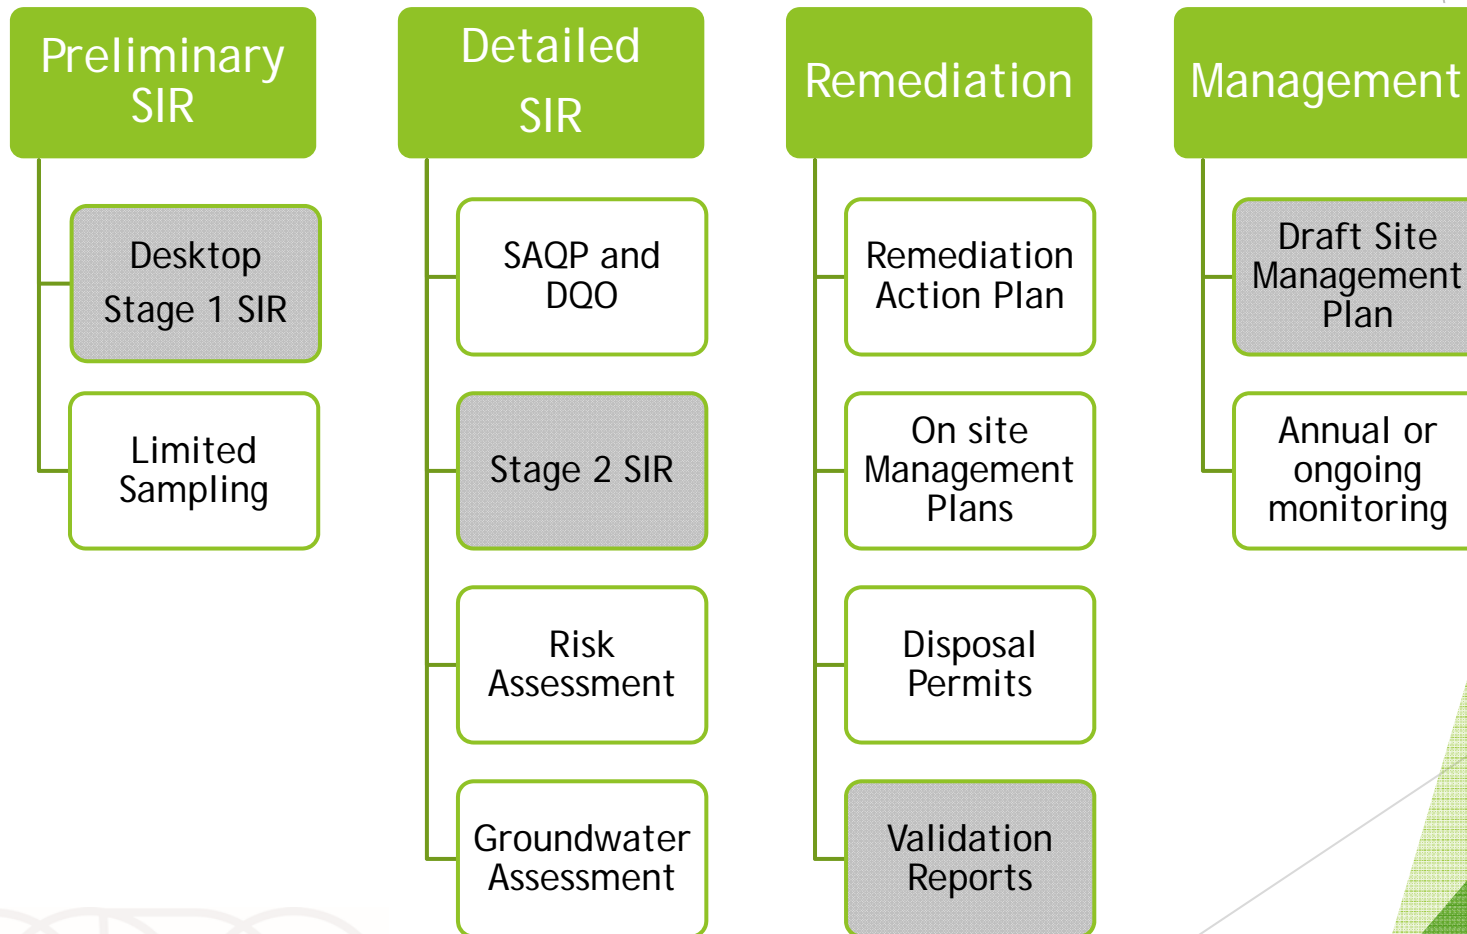 Preliminary
SIR
Desktop
Stage 1 SIR
Limited
Sampling
Detailed
SIR
SAQP and
DQO
Stage 2 SIR
Risk
Assessment
Groundwater
Assessment
Remediation
Remediation
Action Plan
On site
Management
Plans
Disposal
Permits
Validation
Reports
Management
Draft Site
Management
Plan
Annual or
ongoing
monitoring